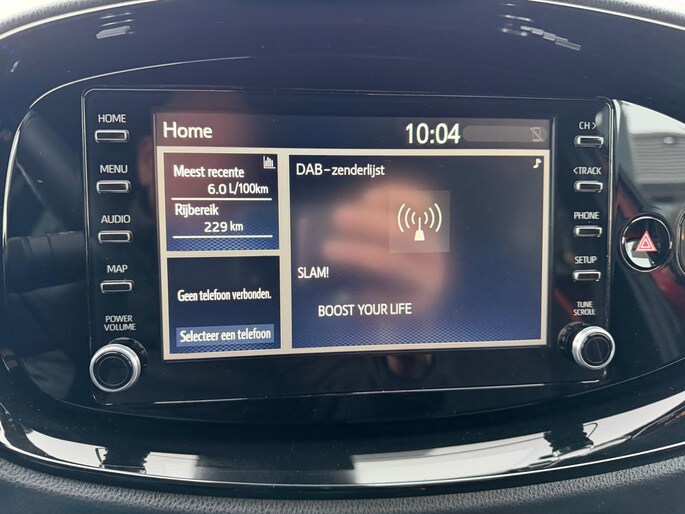 HOME
MENU
AUDIO
MAP
POWER
VOLUME
Home
10:04
Meest recente
6.0 L/100km
Rijbereik
229 km
Geen telefoon verbonden.
Selecteer een telefoon
DAB-zenderlijst
SLAM!
BOOST YOUR LIFE
CH >
<TRACK
PHONE
SETUP
TUNE
SCROLL